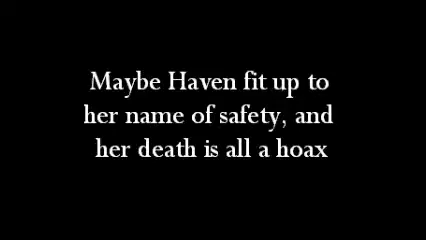 Maybe Haven fit up to
her name of safety, and
her death is all a hoax